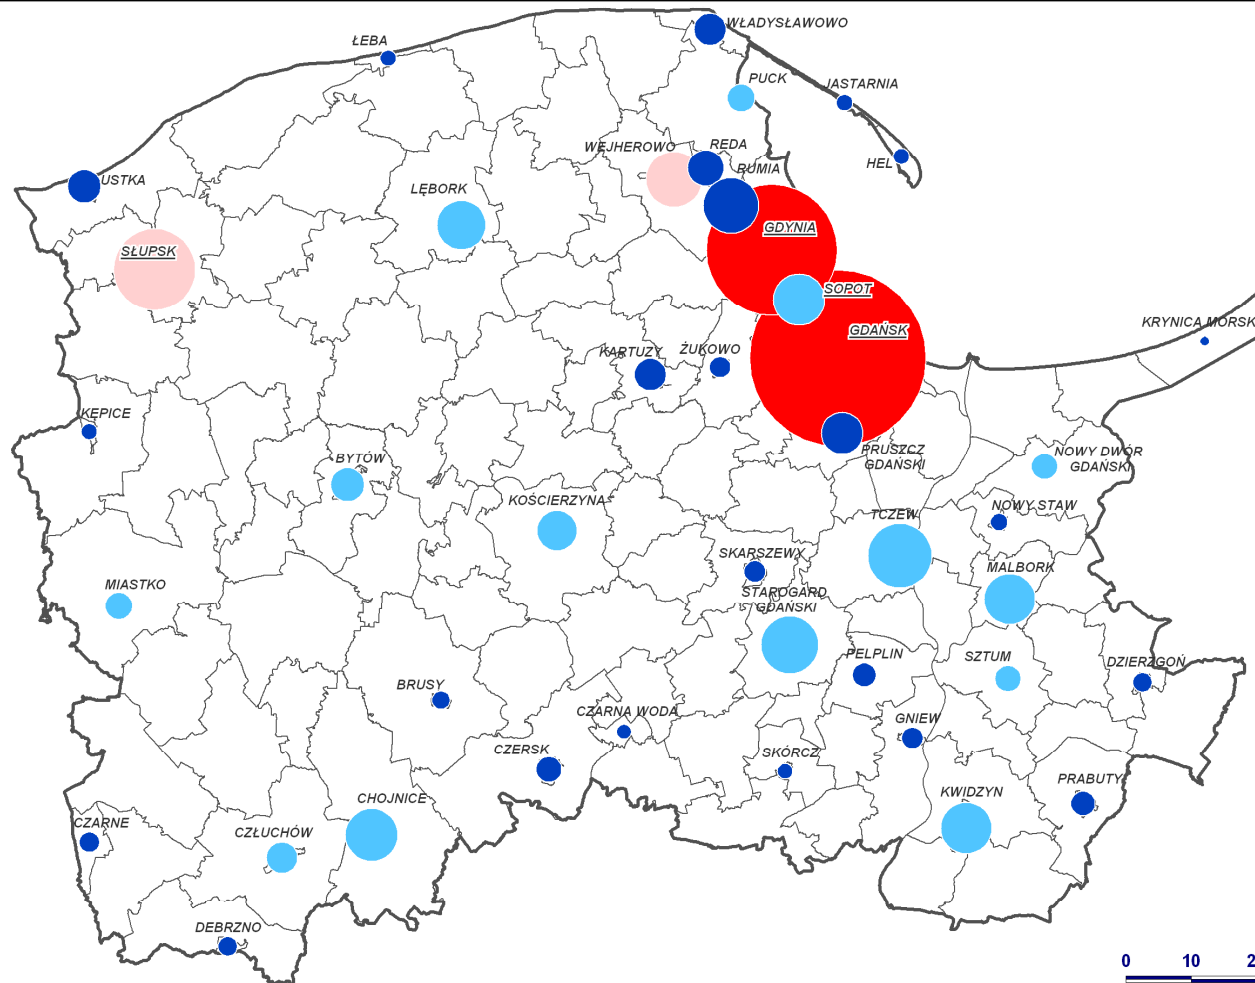 WŁADYSŁAWOWO
ŁEBA
PUCK
JASTARNIA
WEJHEROWO
REDA
HEL
RUMIA
USTKA
LĘBORK
GDYNIA
SŁUPSK
SOPOT
GDAŃSK
KRYNICA MORSK
KARTUZY
ŻUKOWO
KĘPICE
PRUSZCZ
GDAŃSKI
NOWY DWÓR
GDAŃSKI
BYTÓW
KOŚCIERZYNA
NOWY STAW
TCZEW
SKARSZEWY
MALBORK
MIASTKO
STAROGARD
GDAŃSKI
PELPLIN
SZTUM
DZIERZGOŃ
BRUSY
CZARNA WODA
GNIEW
CZERSK
SKÓRCZ
PRABUTY
KWIDZYN
CHOJNICE
CZARNE
CZŁUCHÓW
DEBRZNO
0 10 2